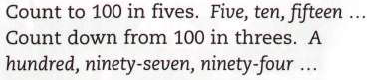 Count to 100 in fives. Five, ten, fifteen ...
Count down from 100 in threes. A
hundred, ninety-seven, ninety-four ...